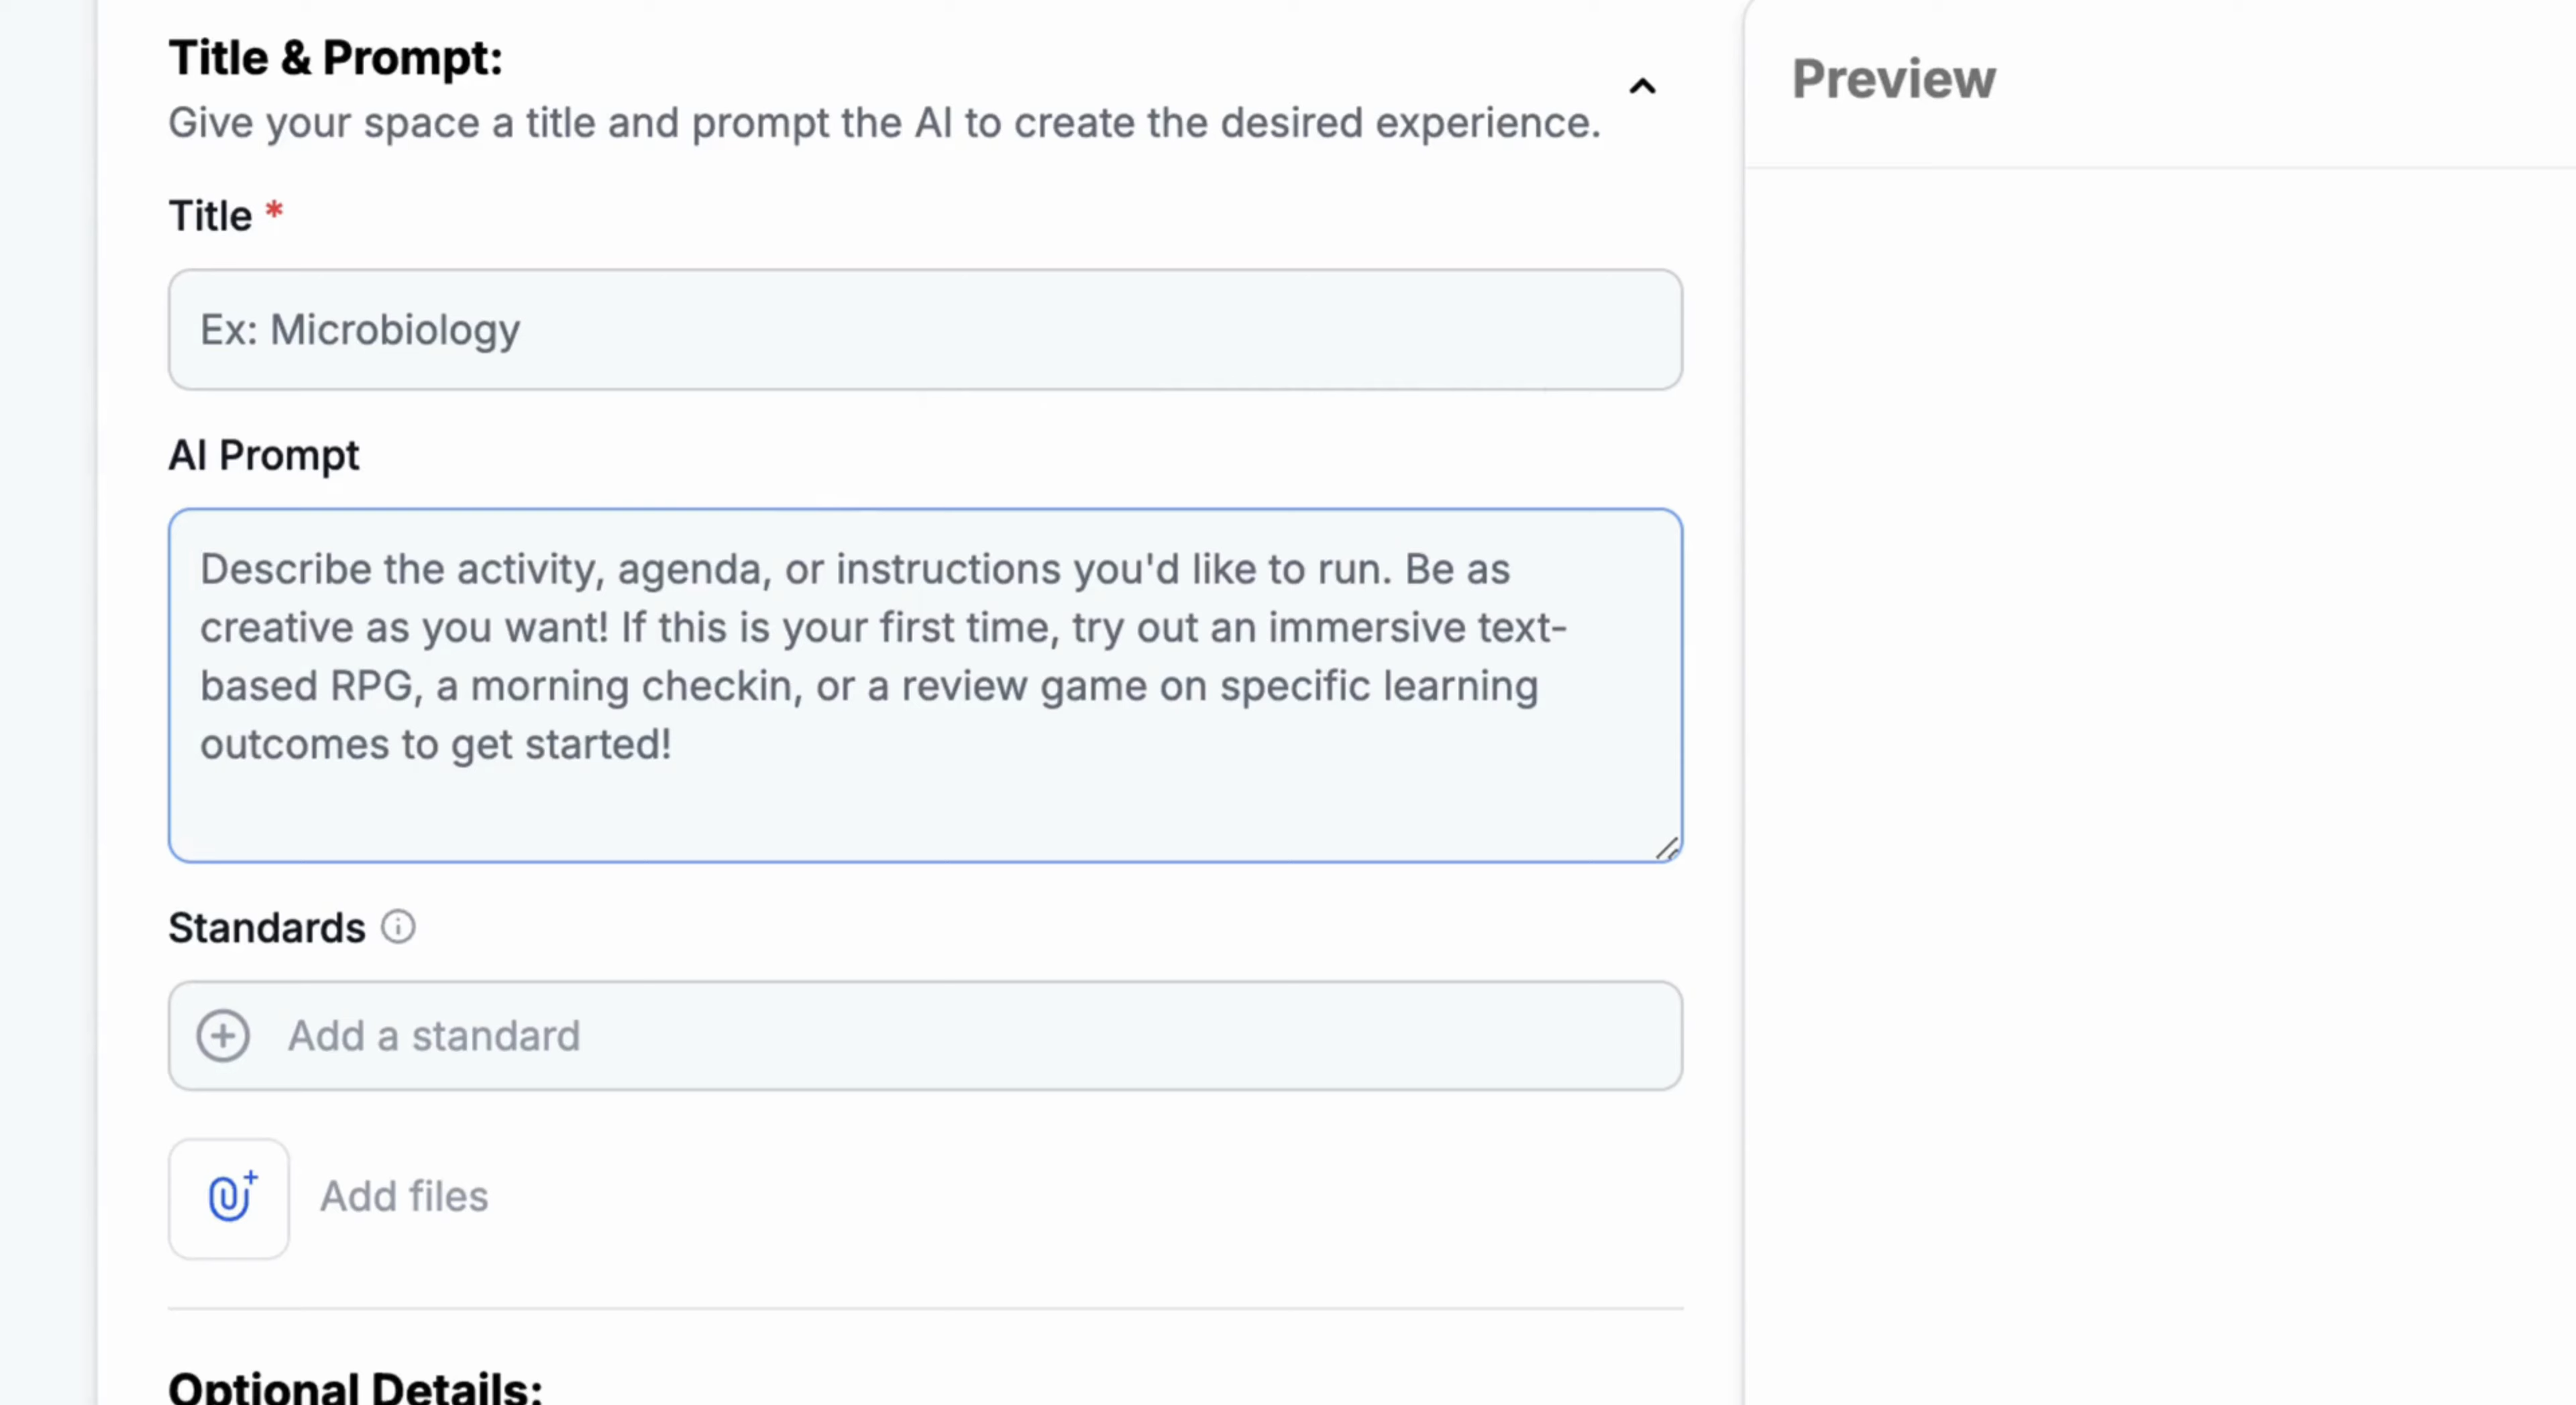 Title & Prompt:
Give your space a title and prompt the AI to create the desired experience.
Title *
Ex: Microbiology
AI Prompt
Describe the activity, agenda, or instructions you'd like to run. Be as
creative as you want! If this is your first time, try out an immersive text-
based RPG, a morning checkin, or a review game on specific learning
outcomes to get started!
Standards
Add a standard
Add files
Optional Details:
Preview